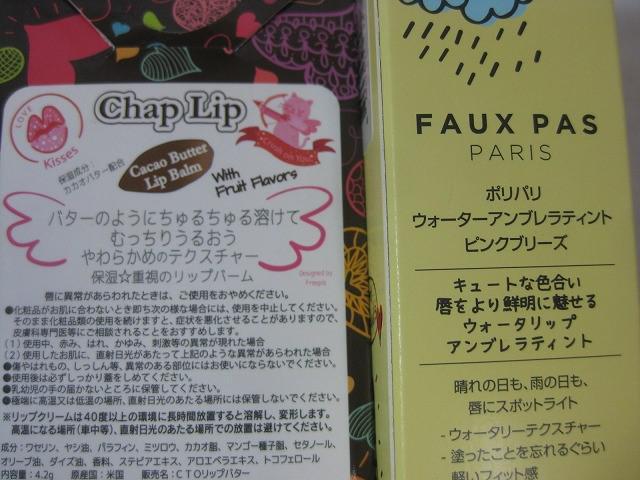 LOVE
Kisses
Chap Lip
保湿成分：
カカオバター配合
Cacao Butter
Lip Balm
With
Fruit Flavors
バターのようにちゅるちゅる溶けて
むっちりうるおう
やわらかめのテクスチャー
保湿☆重視のリップバーム
Designed by
Freepik
唇に異常があらわれたときは、ご使用をおやめください。
●化粧品がお肌に合わないとき即ち次の様な場合には、使用を中止してください。
そのまま化粧品類の使用を続けますと、症状を悪化させることがありますので、
皮膚科専門医等にご相談されることをおすすめします。
(1)使用中、赤み、はれ、かゆみ、刺激等の異常が現れた場合
(2)使用したお肌に、直射日光があたって上記のような異常があらわれた場合
●傷やはれもの、しっしん等、異常のある部位にはお使いにならないでください。
●使用後は必ずしっかり蓋をしめてください。
●乳幼児の手の届かないところに保管してください。
●極端に高温又は低温の場所、直射日光のあたる場所には保管しないでください。
※リップクリームは40度以上の環境に長時間放置すると溶解し、変形します。
高温になる場所(車中等)、直射日光のあたる場所での放置は避けてください。
成分：ワセリン、ヤシ油、パラフィン、ミツロウ、カカオ脂、マンゴー種子脂、セタノール、
オリーブ油、ダイズ油、香料、ステビアエキス、アロエベラエキス、トコフェロール
内容量：4.2g 原産国：米国 販売名：CTOリップバター
FAUX PAS
PARIS
ポリパリ
ウォーターアンブレラティント
ピンクブリーズ
キュートな色合い
唇をより鮮明に魅せる
ウォータリップ
アンブレラティント
晴れの日も、雨の日も、
唇にスポットライト
- ウォータリーテクスチャー
- 塗ったことを忘れるぐらい
軽いフィット感